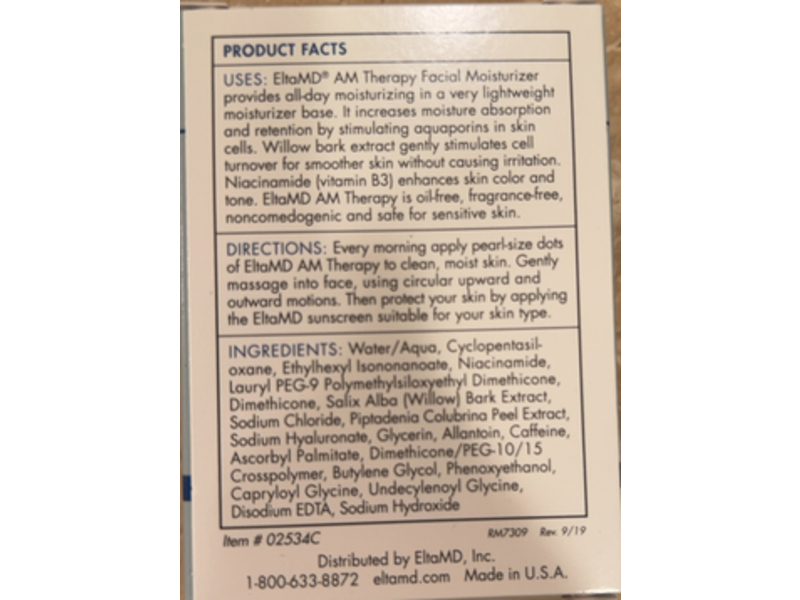 PRODUCT FACTS
USES: EltaMD® AM Therapy Facial Moisturizer
provides all-day moisturizing in a very lightweight
moisturizer base. It increases moisture absorption
and retention by stimulating aquaporins in skin
cells. Willow bark extract gently stimulates cell
turnover for smoother skin without causing irritation.
Niacinamide (vitamin B3) enhances skin color and
tone. EltaMD AM Therapy is oil-free, fragrance-free,
noncomedogenic and safe for sensitive skin.
DIRECTIONS: Every morning apply pearl-size dots
of EltaMD AM Therapy to clean, moist skin. Gently
massage into face, using circular upward and
outward motions. Then protect your skin by applying
the EltaMD sunscreen suitable for your skin type.
INGREDIENTS: Water/Aqua, Cyclopentasil-
oxane, Ethylhexyl Isononanoate, Niacinamide,
Lauryl PEG-9 Polymethylsiloxyethyl Dimethicone,
Dimethicone, Salix Alba (Willow) Bark Extract,
Sodium Chloride, Piptadenia Colubrina Peel Extract,
Sodium Hyaluronate, Glycerin, Allantoin, Caffeine,
Ascorbyl Palmitate, Dimethicone/PEG-10/15
Crosspolymer, Butylene Glycol, Phenoxyethanol,
Capryloyl Glycine, Undecylenoyl Glycine,
Disodium EDTA, Sodium Hydroxide
Item # 02534C RM7309 Rev. 9/19
Distributed by EltaMD, Inc.
1-800-633-8872 eltamd.com Made in U.S.A.